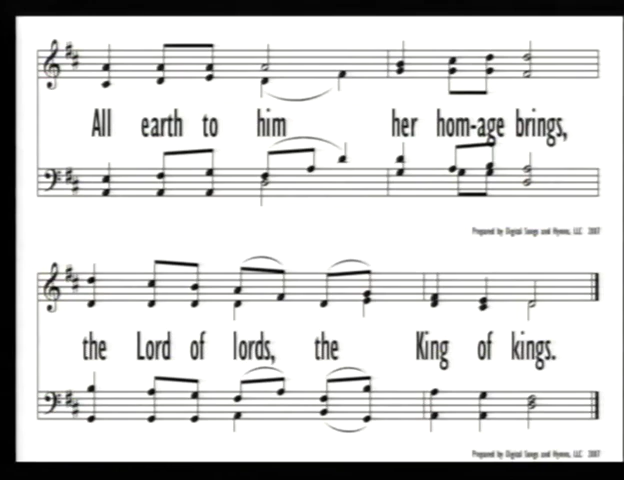 All earth to him her hom-age brings,
Prepared by Digital Songs and Hymns, LLC 2007
the Lord of lords, the King of kings.
Prepared by Digital Songs and Hymns, LLC 2007